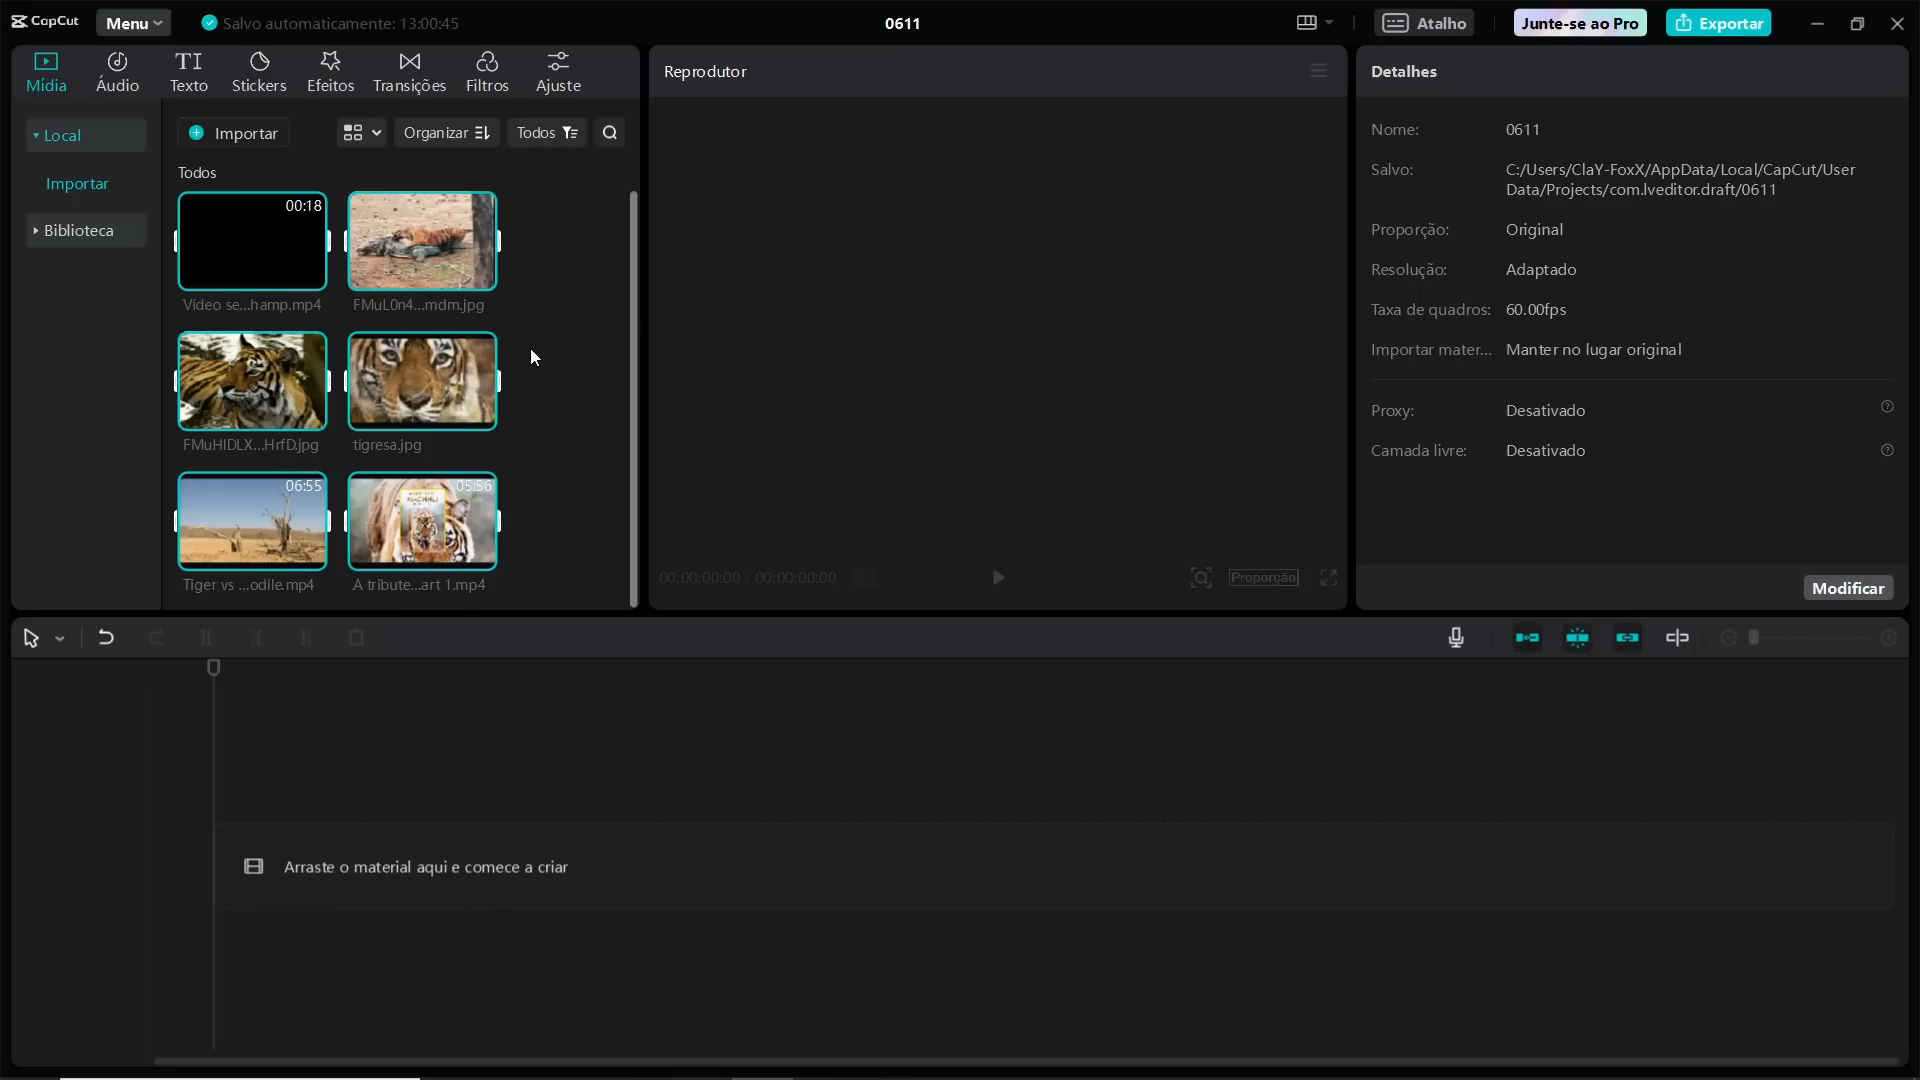 CapCut
Menu
Salvo automaticamente: 13:00:45
0611
Atalho
Junte-se ao Pro
Exportar
Mídia
Áudio
Texto
Stickers
Efeitos
Transições
Filtros
Ajuste
Local
Importar
Biblioteca
Importar
Organizar
Todos
Todos
00:18
Vídeo se...hamp.mp4
FMuL0n4...mdm.jpg
FMuHIDLX...HrfD.jpg
tigresa.jpg
06:55
05:56
MACHHLI
Tiger vs ...odile.mp4
A tribute...art 1.mp4
Reprodutor
00:00:00:00 / 00:00:00:00
Proporção
Detalhes
Nome: 0611
Salvo: C:/Users/ClaY-FoxX/AppData/Local/CapCut/User
Data/Projects/com.lveditor.draft/0611
Proporção: Original
Resolução: Adaptado
Taxa de quadros: 60.00fps
Importar mater... Manter no lugar original
Proxy: Desativado
Camada livre: Desativado
Modificar
Arraste o material aqui e comece a criar